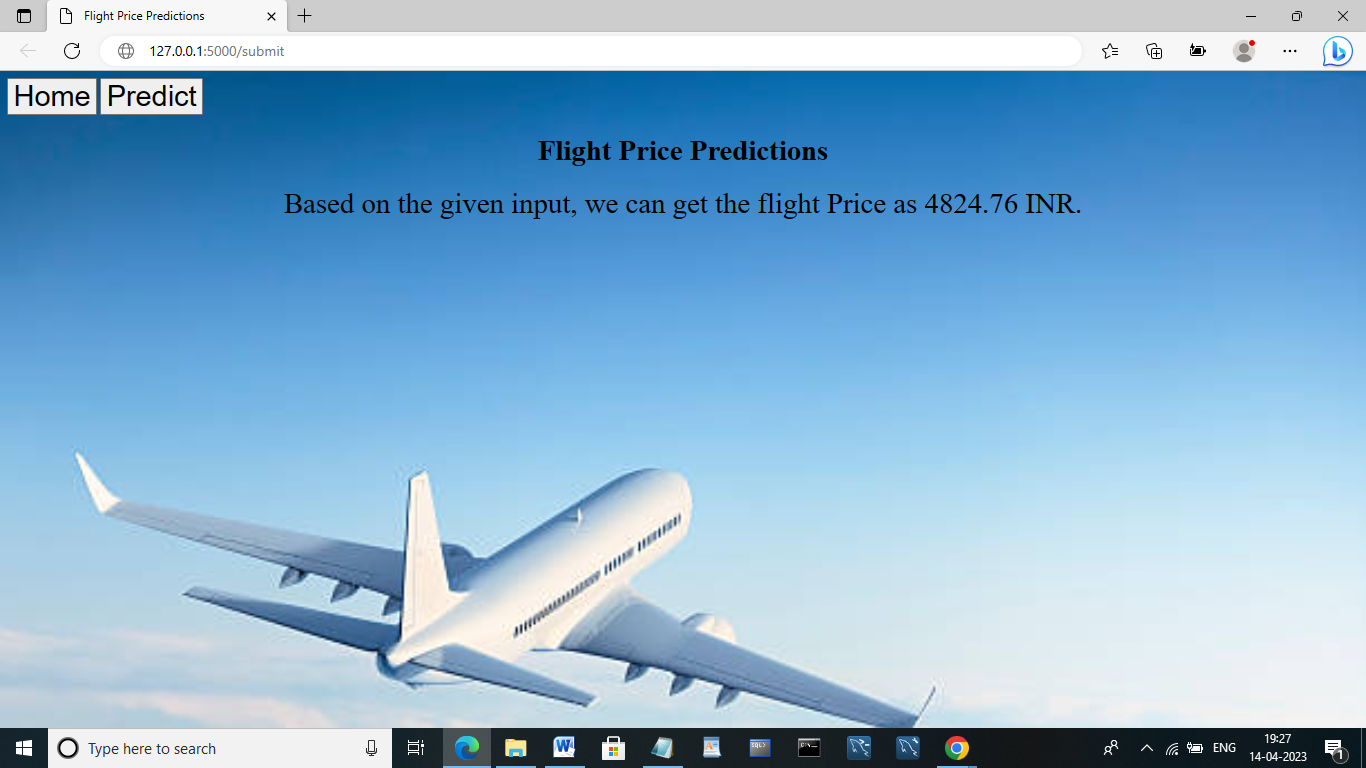 Flight Price Predictions
127.0.0.1:5000/submit
Home Predict
Flight Price Predictions
Based on the given input, we can get the flight Price as 4824.76 INR.
Type here to search
ENG
19:27
14-04-2023
1